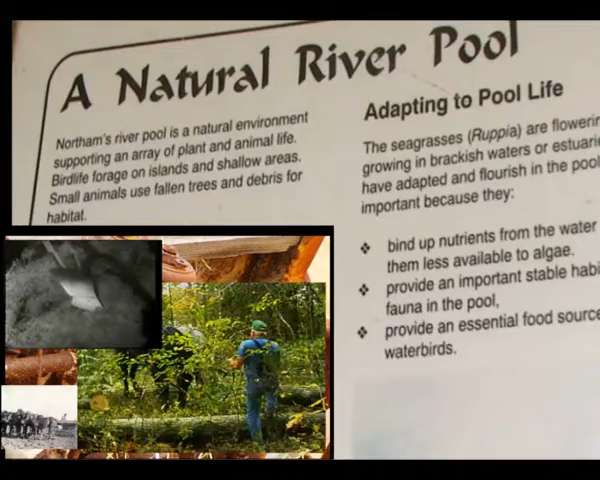 A Natural River Pool
Northam's river pool is a natural environment
supporting an array of plant and animal life.
Birdlife forage on islands and shallow areas.
Small animals use fallen trees and debris for
habitat.
Adapting to Pool Life
The seagrasses (Ruppia) are
growing in brackish waters or
have adapted and flourish in the pool
important because they:
❖ bind up nutrients from the water
them less available to algae.
❖ provide an important stable
fauna in the pool,
❖ provide an essential food source
waterbirds.